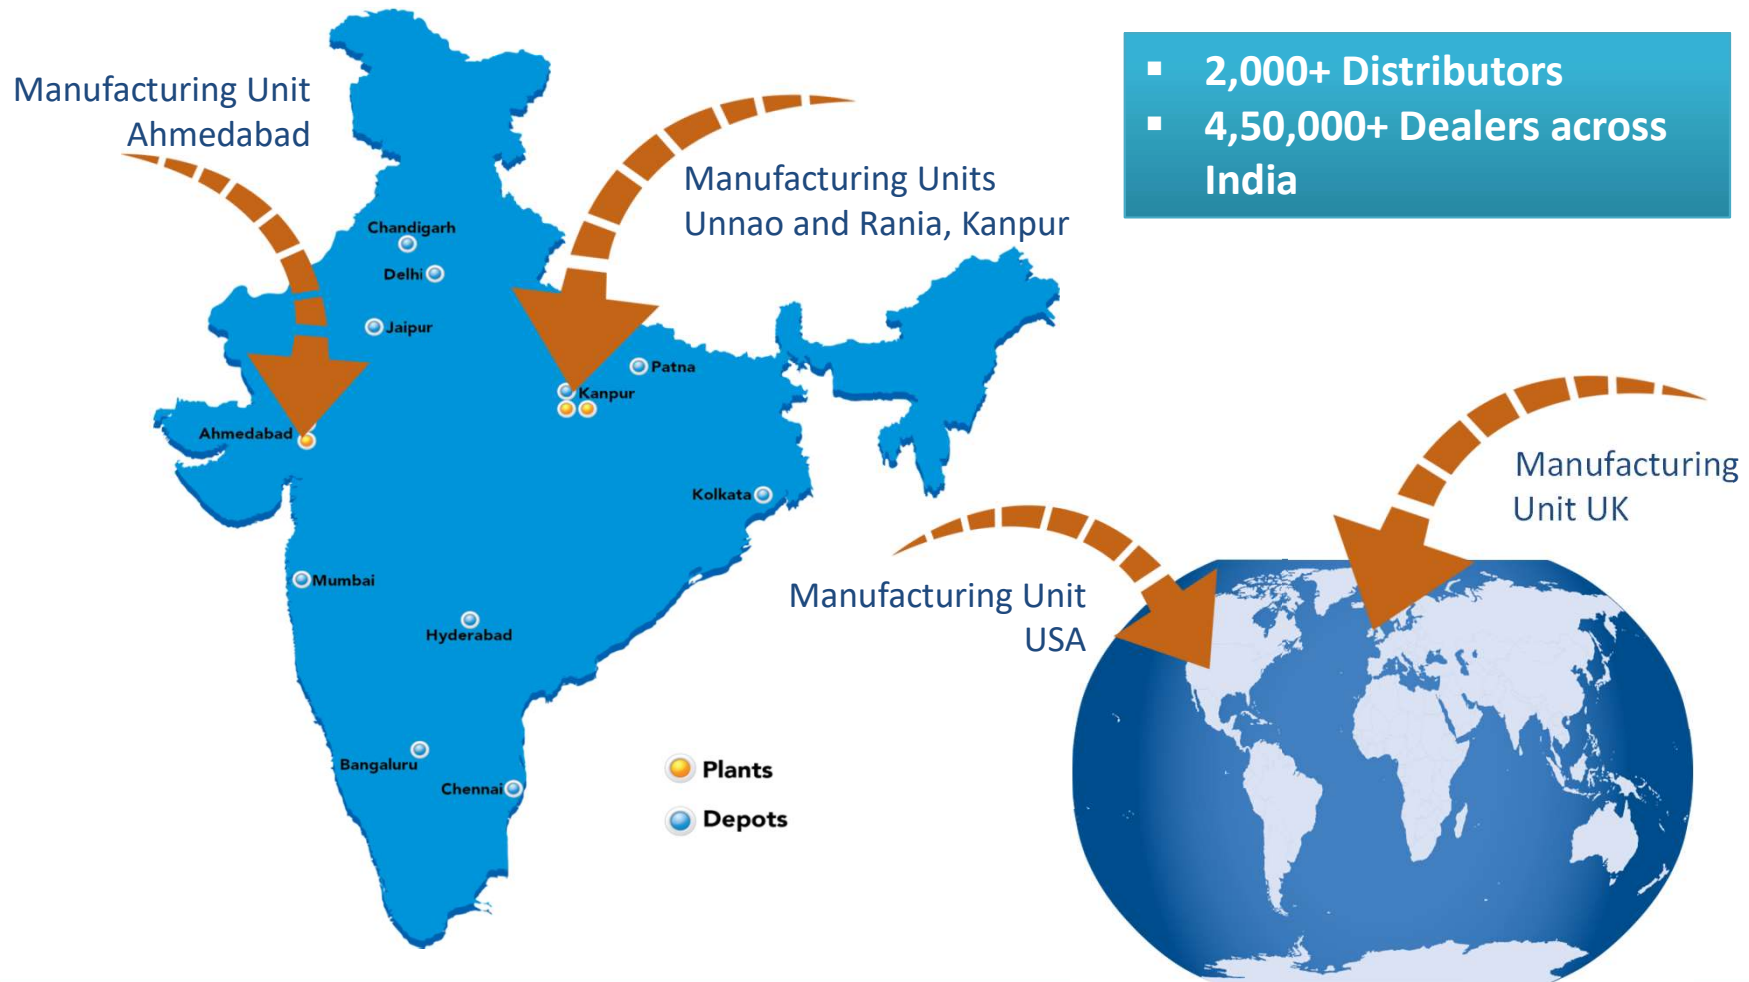 Manufacturing Unit
Ahmedabad
Manufacturing Units
Unnao and Rania, Kanpur
▪ 2,000+ Distributors
▪ 4,50,000+ Dealers across
India
Chandigarh
Delhi
Jaipur
Patna
Kanpur
Ahmedabad
Kolkata
Mumbai
Hyderabad
Bangaluru
Chennai
Plants
Depots
Manufacturing
Unit UK
Manufacturing Unit
USA